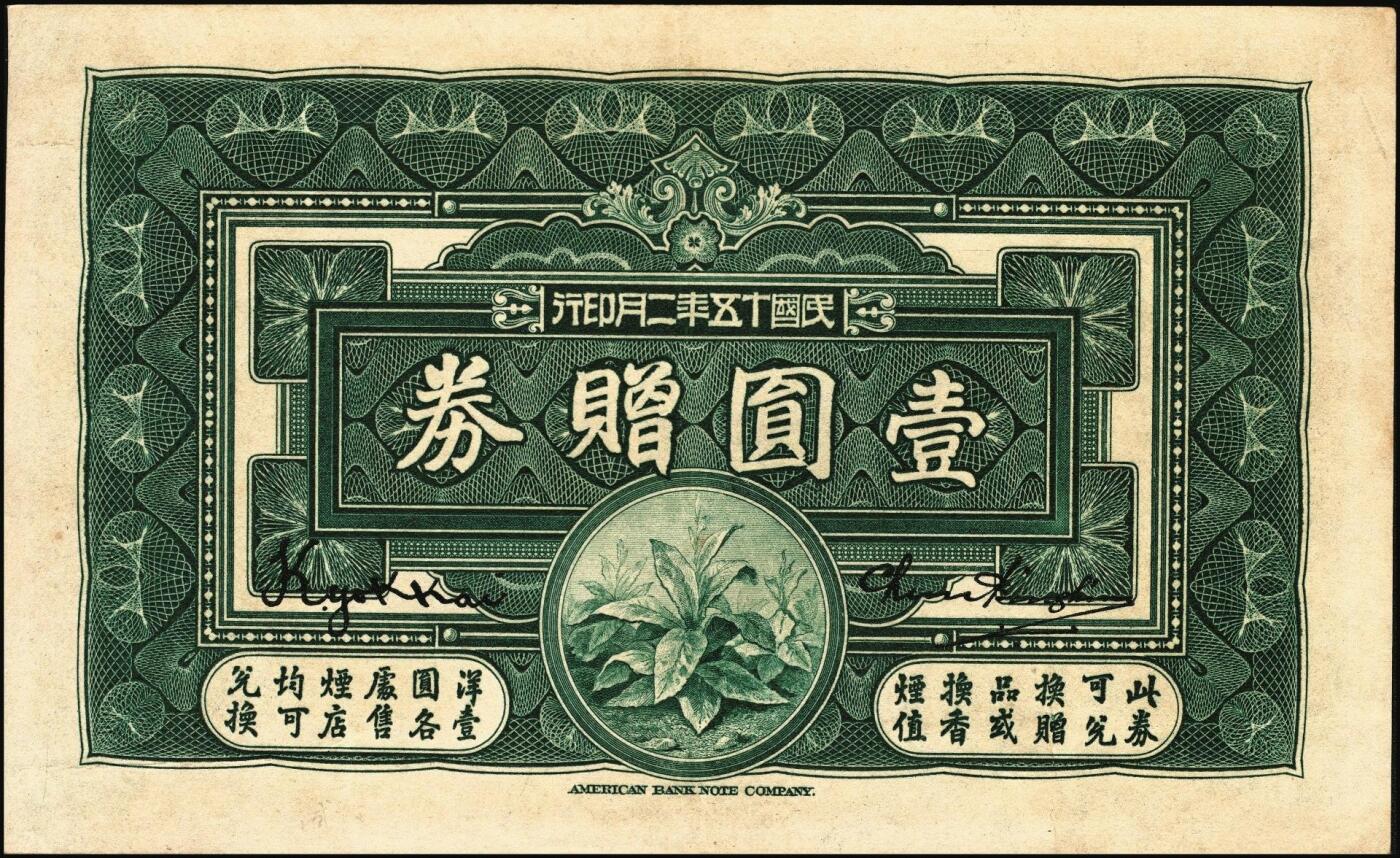 民國十五年二月印行
壹圓贈券
此券可兌換贈品或換香煙值
洋壹圓各處售煙店均可兌換
AMERICAN BANK NOTE COMPANY.